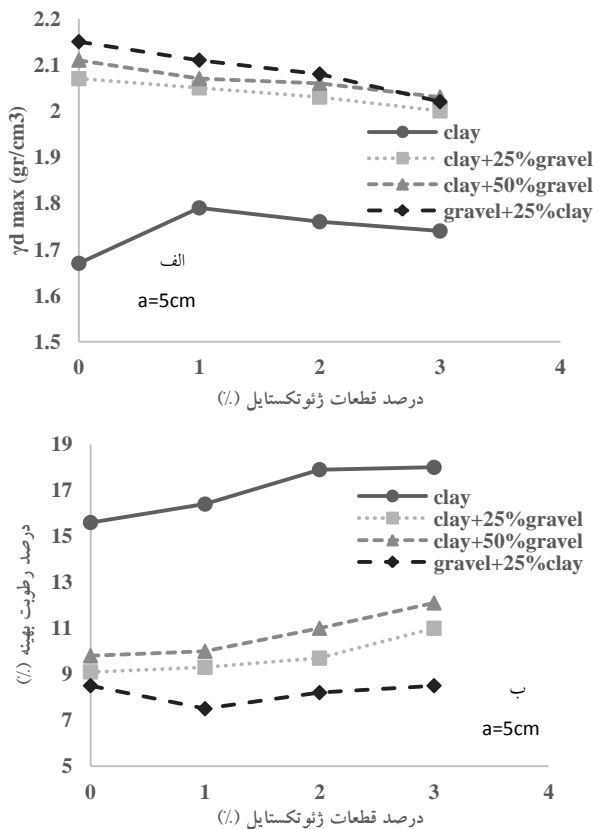 2.2
2.1
2
1.9
1.8
1.7
1.6
1.5
γd max (gr/cm3)
clay
clay+25%gravel
clay+50%gravel
gravel+25%clay
الف
a=5cm
0 1 2 3 4
درصد قطعات ژئوتکستایل (٪)
19
17
15
13
11
9
7
5
درصد رطوبت بهینه (٪)
clay
clay+25%gravel
clay+50%gravel
gravel+25%clay
ب
a=5cm
0 1 2 3 4
درصد قطعات ژئوتکستایل (٪)